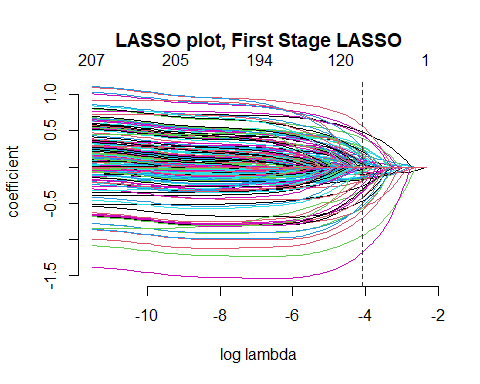 LASSO plot, First Stage LASSO
207 205 194 120 1
1.0
0.5
-0.5
-1.5
coefficient
-10 -8 -6 -4 -2
log lambda